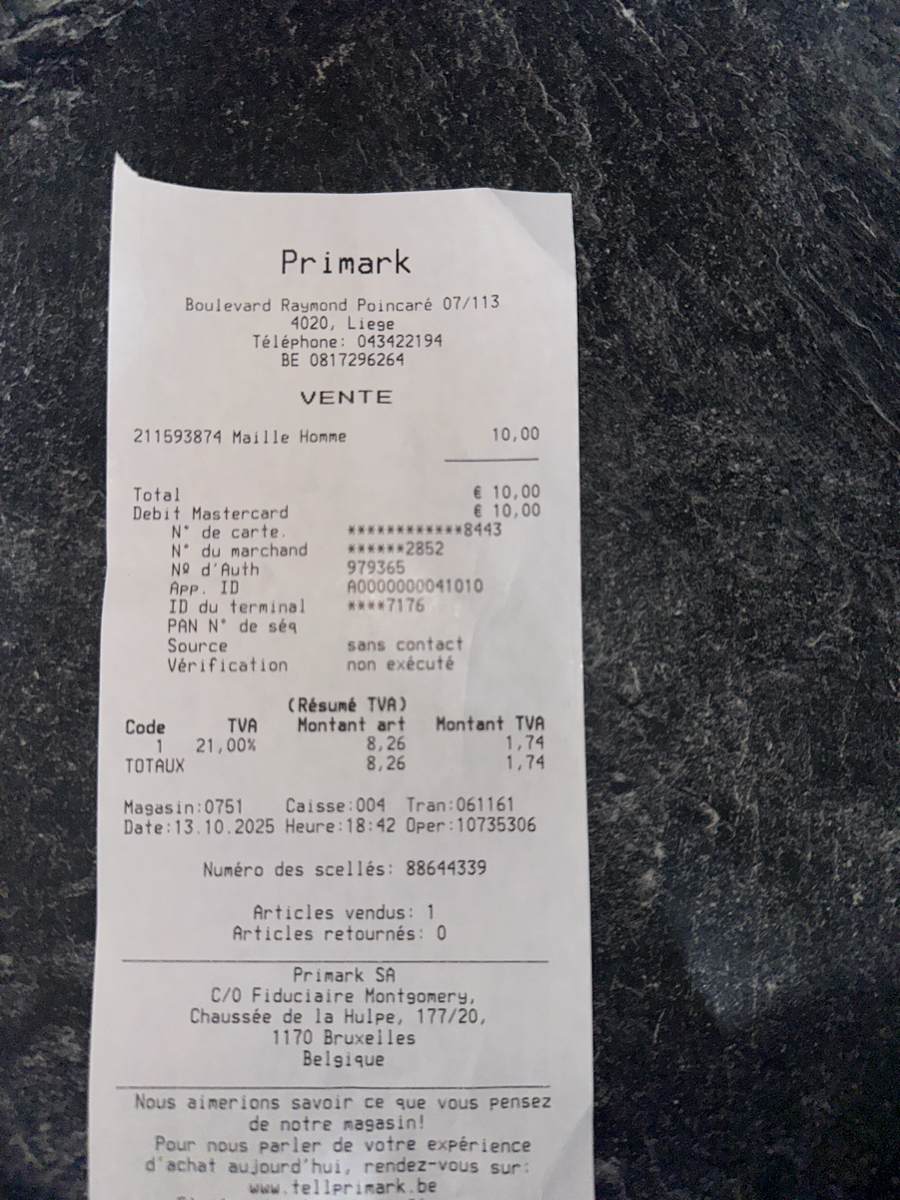 Primark
Boulevard Raymond Poincaré 07/113
4020, Liege
Téléphone: 043422194
BE 0817296264
VENTE
211593874 Maille Homme 10,00
Total € 10,00
Debit Mastercard € 10,00
N° de carte. ************8443
N° du marchand ******2852
Nº d'Auth 979365
App. ID A0000000041010
ID du terminal ****7176
PAN N° de séq
Source sans contact
Vérification non exécuté
(Résumé TVA)
Code TVA Montant art Montant TVA
1 21,00% 8,26 1,74
TOTAUX 8,26 1,74
Magasin:0751 Caisse:004 Tran:061161
Date:13.10.2025 Heure:18:42 Oper:10735306
Numéro des scellés: 88644339
Articles vendus: 1
Articles retournés: 0
Primark SA
C/O Fiduciaire Montgomery,
Chaussée de la Hulpe, 177/20,
1170 Bruxelles
Belgique
Nous aimerions savoir ce que vous pensez
de notre magasin!
Pour nous parler de votre expérience
d'achat aujourd'hui, rendez-vous sur:
www.tellprimark.be